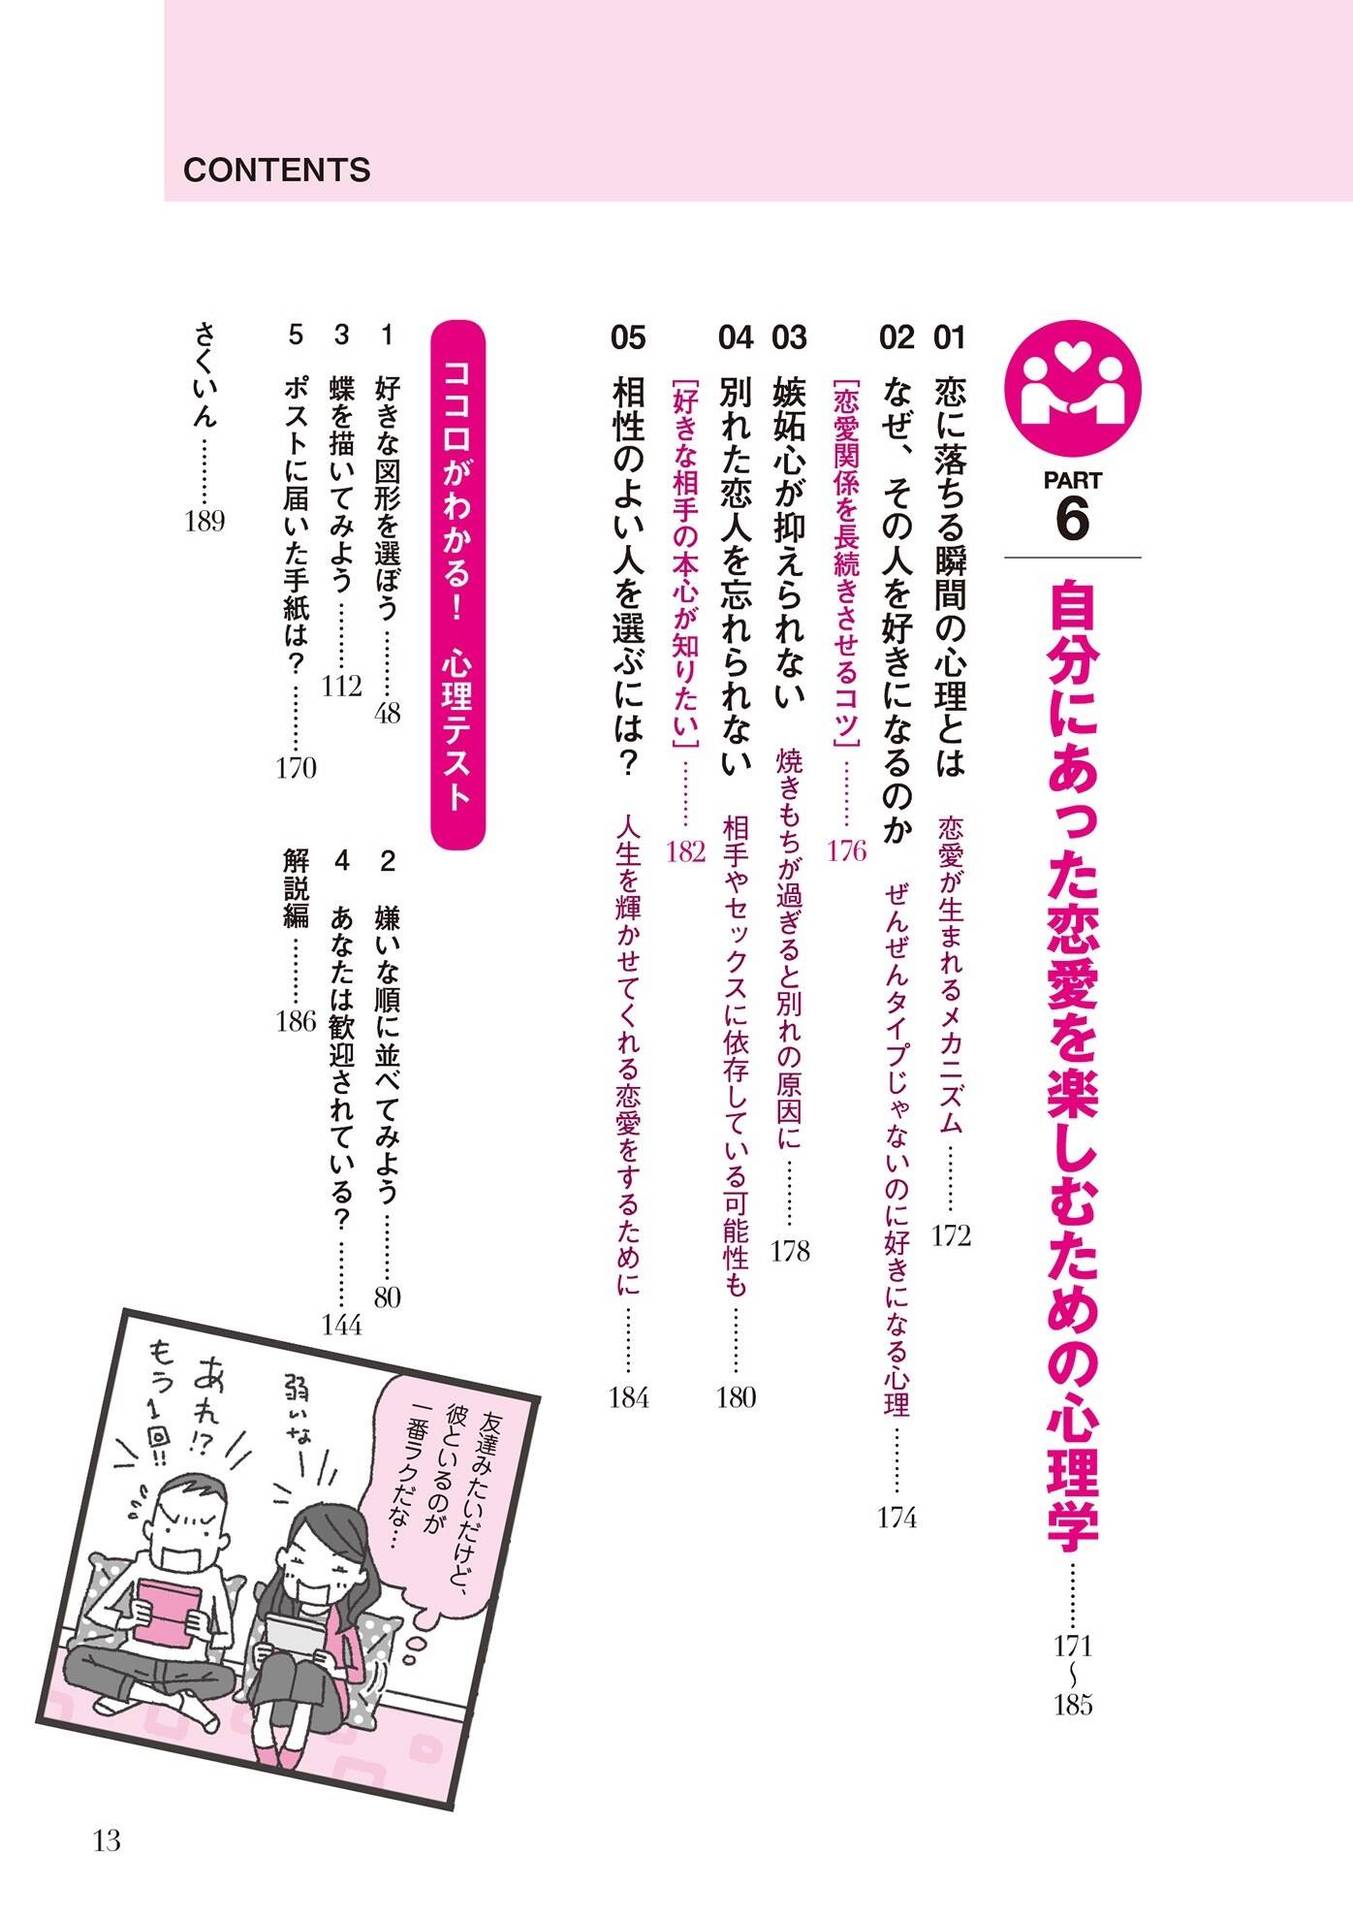 CONTENTS
PART
6
自分にあった恋愛を楽しむための心理学………171〜185
01 恋に落ちる瞬間の心理とは 恋愛が生まれるメカニズム………172
02 なぜ、その人を好きになるのか ぜんぜんタイプじゃないのに好きになる心理………174
[恋愛関係を長続きさせるコツ]………176
03 嫉妬心が抑えられない 焼きもちが過ぎると別れの原因に………178
04 別れた恋人を忘れられない 相手やセックスに依存している可能性も………180
[好きな相手の本心が知りたい]………182
05 相性のよい人を選ぶには? 人生を輝かせてくれる恋愛をするために………184
ココロがわかる! 心理テスト
1 好きな図形を選ぼう………48
2 嫌いな順に並べてみよう………80
3 蝶を描いてみよう………112
4 あなたは歓迎されている?………144
5 ポストに届いた手紙は?………170
解説編………186
さくいん………189
友達みたいだけど、
彼といるのが
一番ラクだな…
弱いなー
あれ!?
もう1回!!
13